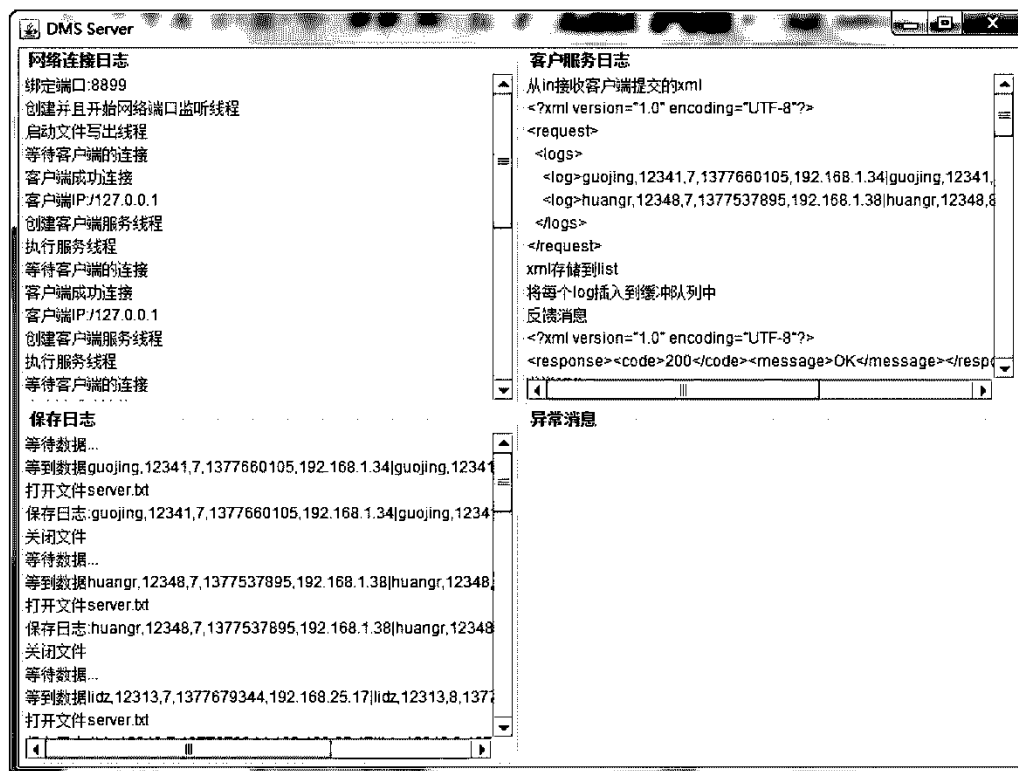 DMS Server
网络连接日志
绑定端口:8899
创建并且开始网络端口监听线程
启动文件写出线程
等待客户端的连接
客户端成功连接
客户端IP:/127.0.0.1
创建客户端服务线程
执行服务线程
等待客户端的连接
客户端成功连接
客户端IP:/127.0.0.1
创建客户端服务线程
执行服务线程
等待客户端的连接
客户服务日志
从in接收客户端提交的xml
<?xml version="1.0" encoding="UTF-8"?>
<request>
<logs>
<log>guojing,12341,7,1377660105,192.168.1.34|guojing,12341,
<log>huangr,12348,7,1377537895,192.168.1.38|huangr,12348,8
</logs>
</request>
xml存储到list
将每个log插入到缓冲队列中
反馈消息
<?xml version="1.0" encoding="UTF-8"?>
<response><code>200</code><message>OK</message></respo
保存日志
等待数据...
等到数据guojing,12341,7,1377660105,192.168.1.34|guojing,12341
打开文件server.txt
保存日志:guojing,12341,7,1377660105,192.168.1.34|guojing,1234
关闭文件
等待数据...
等到数据huangr,12348,7,1377537895,192.168.1.38|huangr,12348,
打开文件server.txt
保存日志:huangr,12348,7,1377537895,192.168.1.38|huangr,12348
关闭文件
等待数据...
等到数据lidz,12313,7,1377679344,192.168.25.17|lidz,12313,8,1377
打开文件server.txt
异常消息